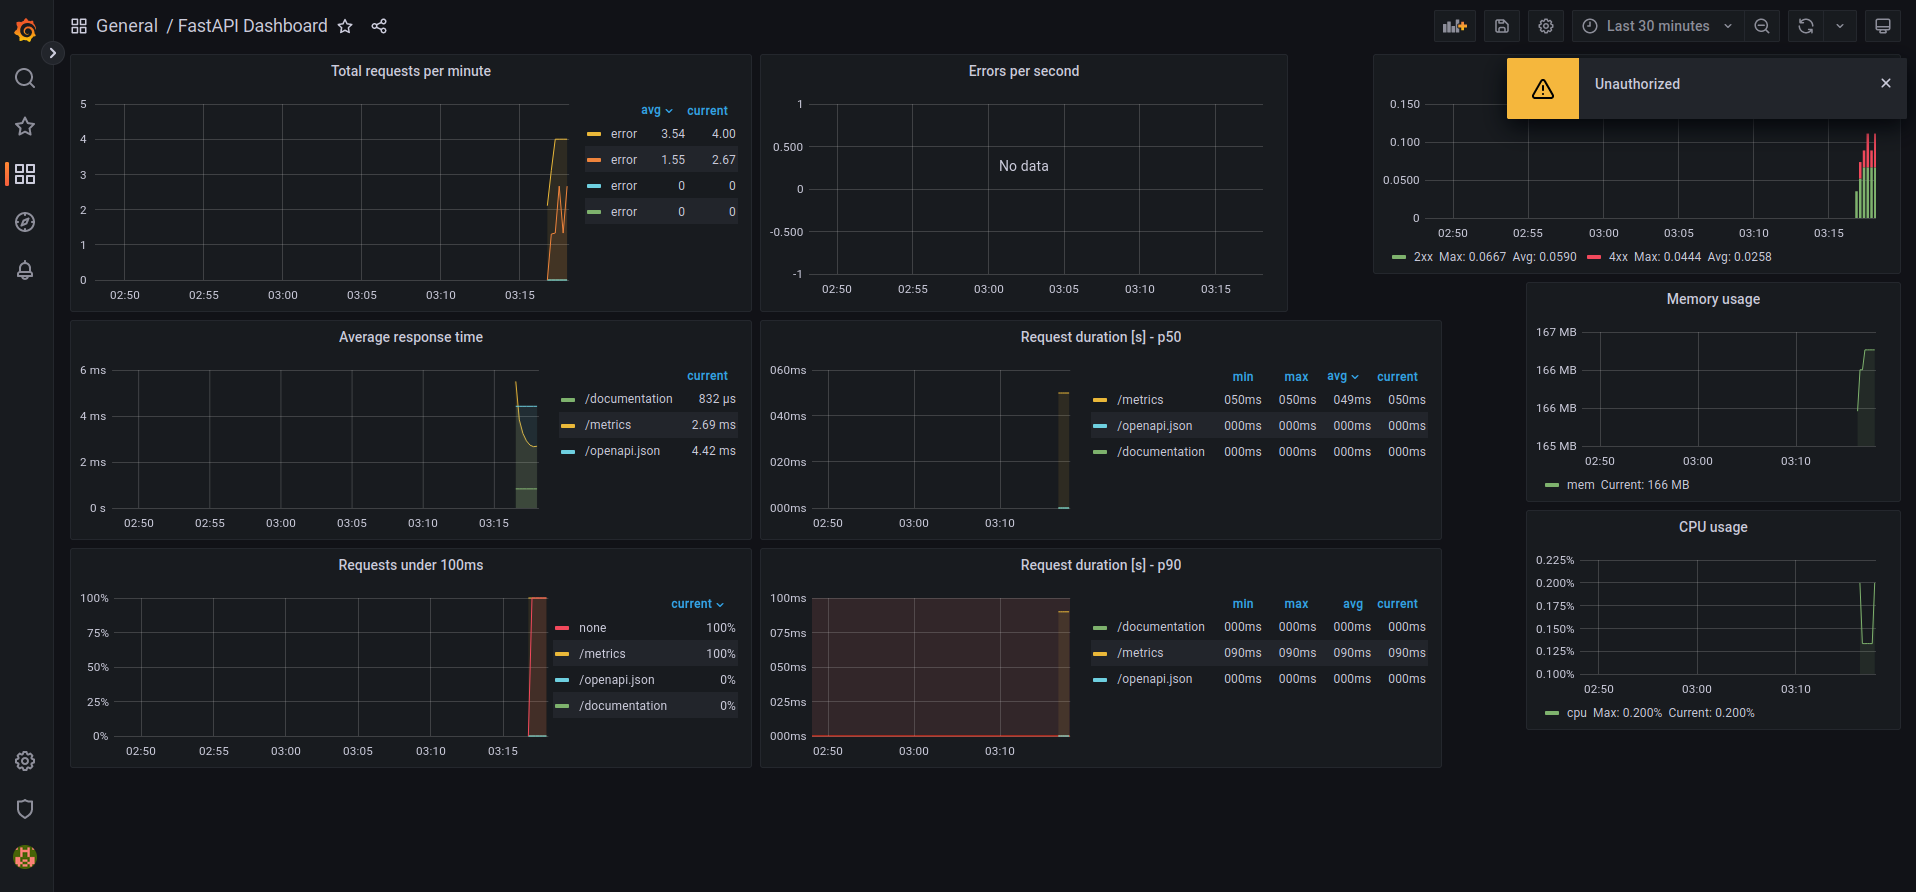 General / FastAPI Dashboard
Last 30 minutes
Unauthorized
Total requests per minute
avg current
5
4
3
2
1
0
02:50 02:55 03:00 03:05 03:10 03:15
error 3.54 4.00
error 1.55 2.67
error 0 0
error 0 0
Errors per second
1
0.500
0
-0.500
-1
No data
02:50 02:55 03:00 03:05 03:10 03:15
0.150
0.100
0.0500
0
02:50 02:55 03:00 03:05 03:10 03:15
2xx Max: 0.0667 Avg: 0.0590 4xx Max: 0.0444 Avg: 0.0258
Average response time
6 ms
4 ms
2 ms
0 s
02:50 02:55 03:00 03:05 03:10 03:15
current
/documentation 832 µs
/metrics 2.69 ms
/openapi.json 4.42 ms
Request duration [s] - p50
060ms
040ms
020ms
000ms
02:50 03:00 03:10
min max avg current
/metrics 050ms 050ms 049ms 050ms
/openapi.json 000ms 000ms 000ms 000ms
/documentation 000ms 000ms 000ms 000ms
Memory usage
167 MB
166 MB
166 MB
165 MB
02:50 03:00 03:10
mem Current: 166 MB
Requests under 100ms
100%
75%
50%
25%
0%
02:50 02:55 03:00 03:05 03:10 03:15
current
none 100%
/metrics 100%
/openapi.json 0%
/documentation 0%
Request duration [s] - p90
100ms
075ms
050ms
025ms
000ms
02:50 03:00 03:10
min max avg current
/documentation 000ms 000ms 000ms 000ms
/metrics 090ms 090ms 090ms 090ms
/openapi.json 000ms 000ms 000ms 000ms
CPU usage
0.225%
0.200%
0.175%
0.150%
0.125%
0.100%
02:50 03:00 03:10
cpu Max: 0.200% Current: 0.200%